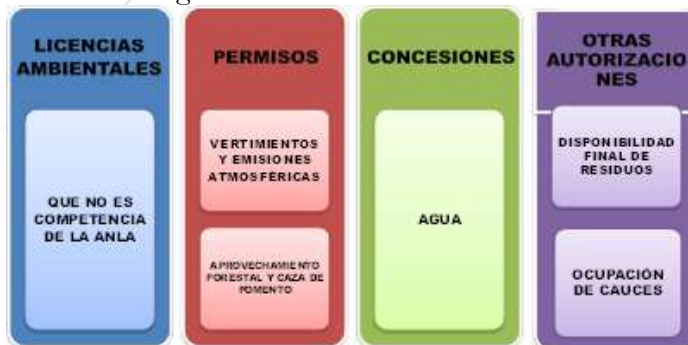 LICENCIAS
AMBIENTALES
QUE NO ES
COMPETENCIA
DE LA ANLA
PERMISOS
VERTIMIENTOS
Y EMISIONES
ATMOSFÉRICAS
APROVECHAMIENTO
FORESTAL Y CAZA DE
FOMENTO
CONCESIONES
AGUA
OTRAS
AUTORIZACIO
NES
DISPONIBILIDAD
FINAL DE
RESIDUOS
OCUPACIÓN
DE CAUCES